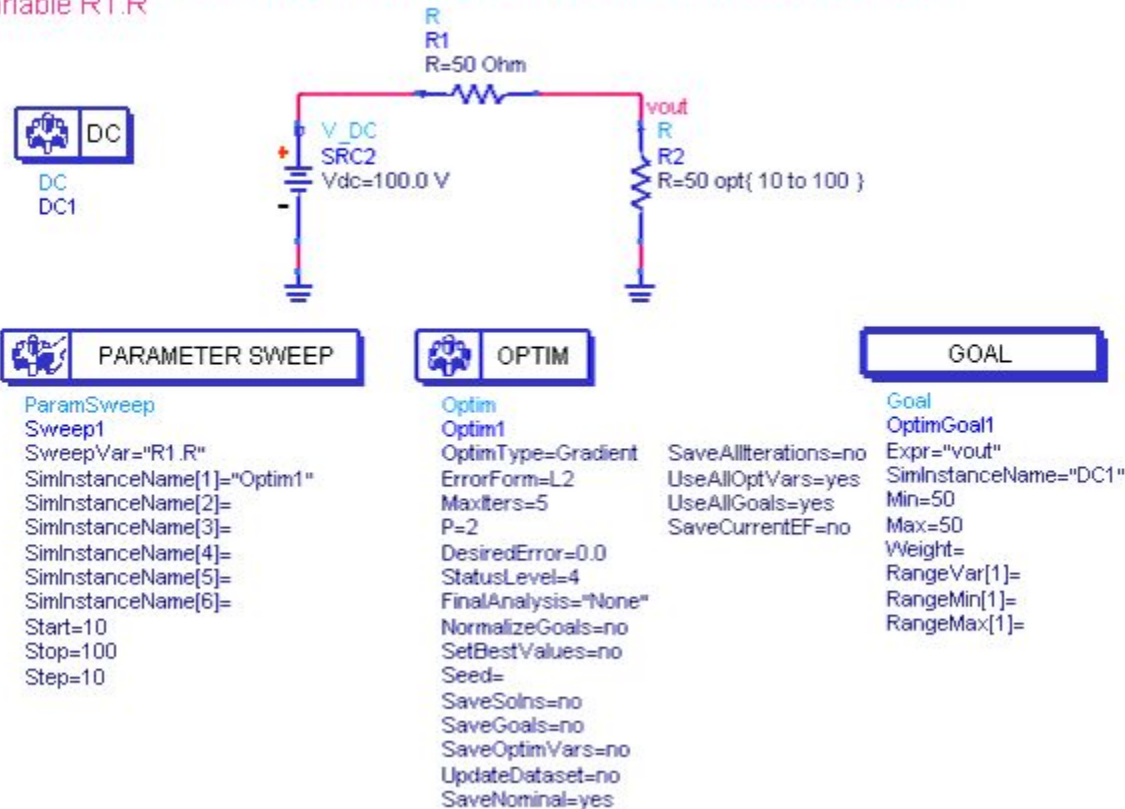 R1.R
R
R1
R=50 Ohm
vout
DC
DC
DC1
V_DC
SRC2
Vdc=100.0 V
R
R2
R=50 opt{ 10 to 100 }
+
-
PARAMETER SWEEP
ParamSweep
Sweep1
SweepVar="R1.R"
SimInstanceName[1]="Optim1"
SimInstanceName[2]=
SimInstanceName[3]=
SimInstanceName[4]=
SimInstanceName[5]=
SimInstanceName[6]=
Start=10
Stop=100
Step=10
OPTIM
Optim
Optim1
OptimType=Gradient
ErrorForm=L2
MaxIters=5
P=2
DesiredError=0.0
StatusLevel=4
FinalAnalysis="None"
NormalizeGoals=no
SetBestValues=no
Seed=
SaveSolns=no
SaveGoals=no
SaveOptimVars=no
UpdateDataset=no
SaveNominal=yes
SaveAllIterations=no
UseAllOptVars=yes
UseAllGoals=yes
SaveCurrentEF=no
GOAL
Goal
OptimGoal1
Expr="vout"
SimInstanceName="DC1"
Min=50
Max=50
Weight=
RangeVar[1]=
RangeMin[1]=
RangeMax[1]=